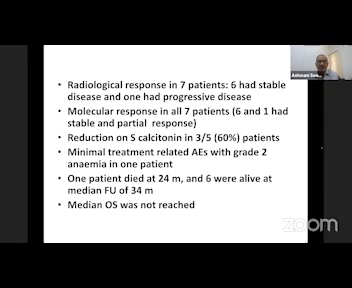 Ashwani Soo
• Radiological response in 7 patients: 6 had stable
disease and one had progressive disease
• Molecular response in all 7 patients (6 and 1 had
stable and partial response)
• Reduction on S calcitonin in 3/5 (60%) patients
• Minimal treatment related AEs with grade 2
anaemia in one patient
• One patient died at 24 m, and 6 were alive at
median FU of 34 m
• Median OS was not reached
zoom